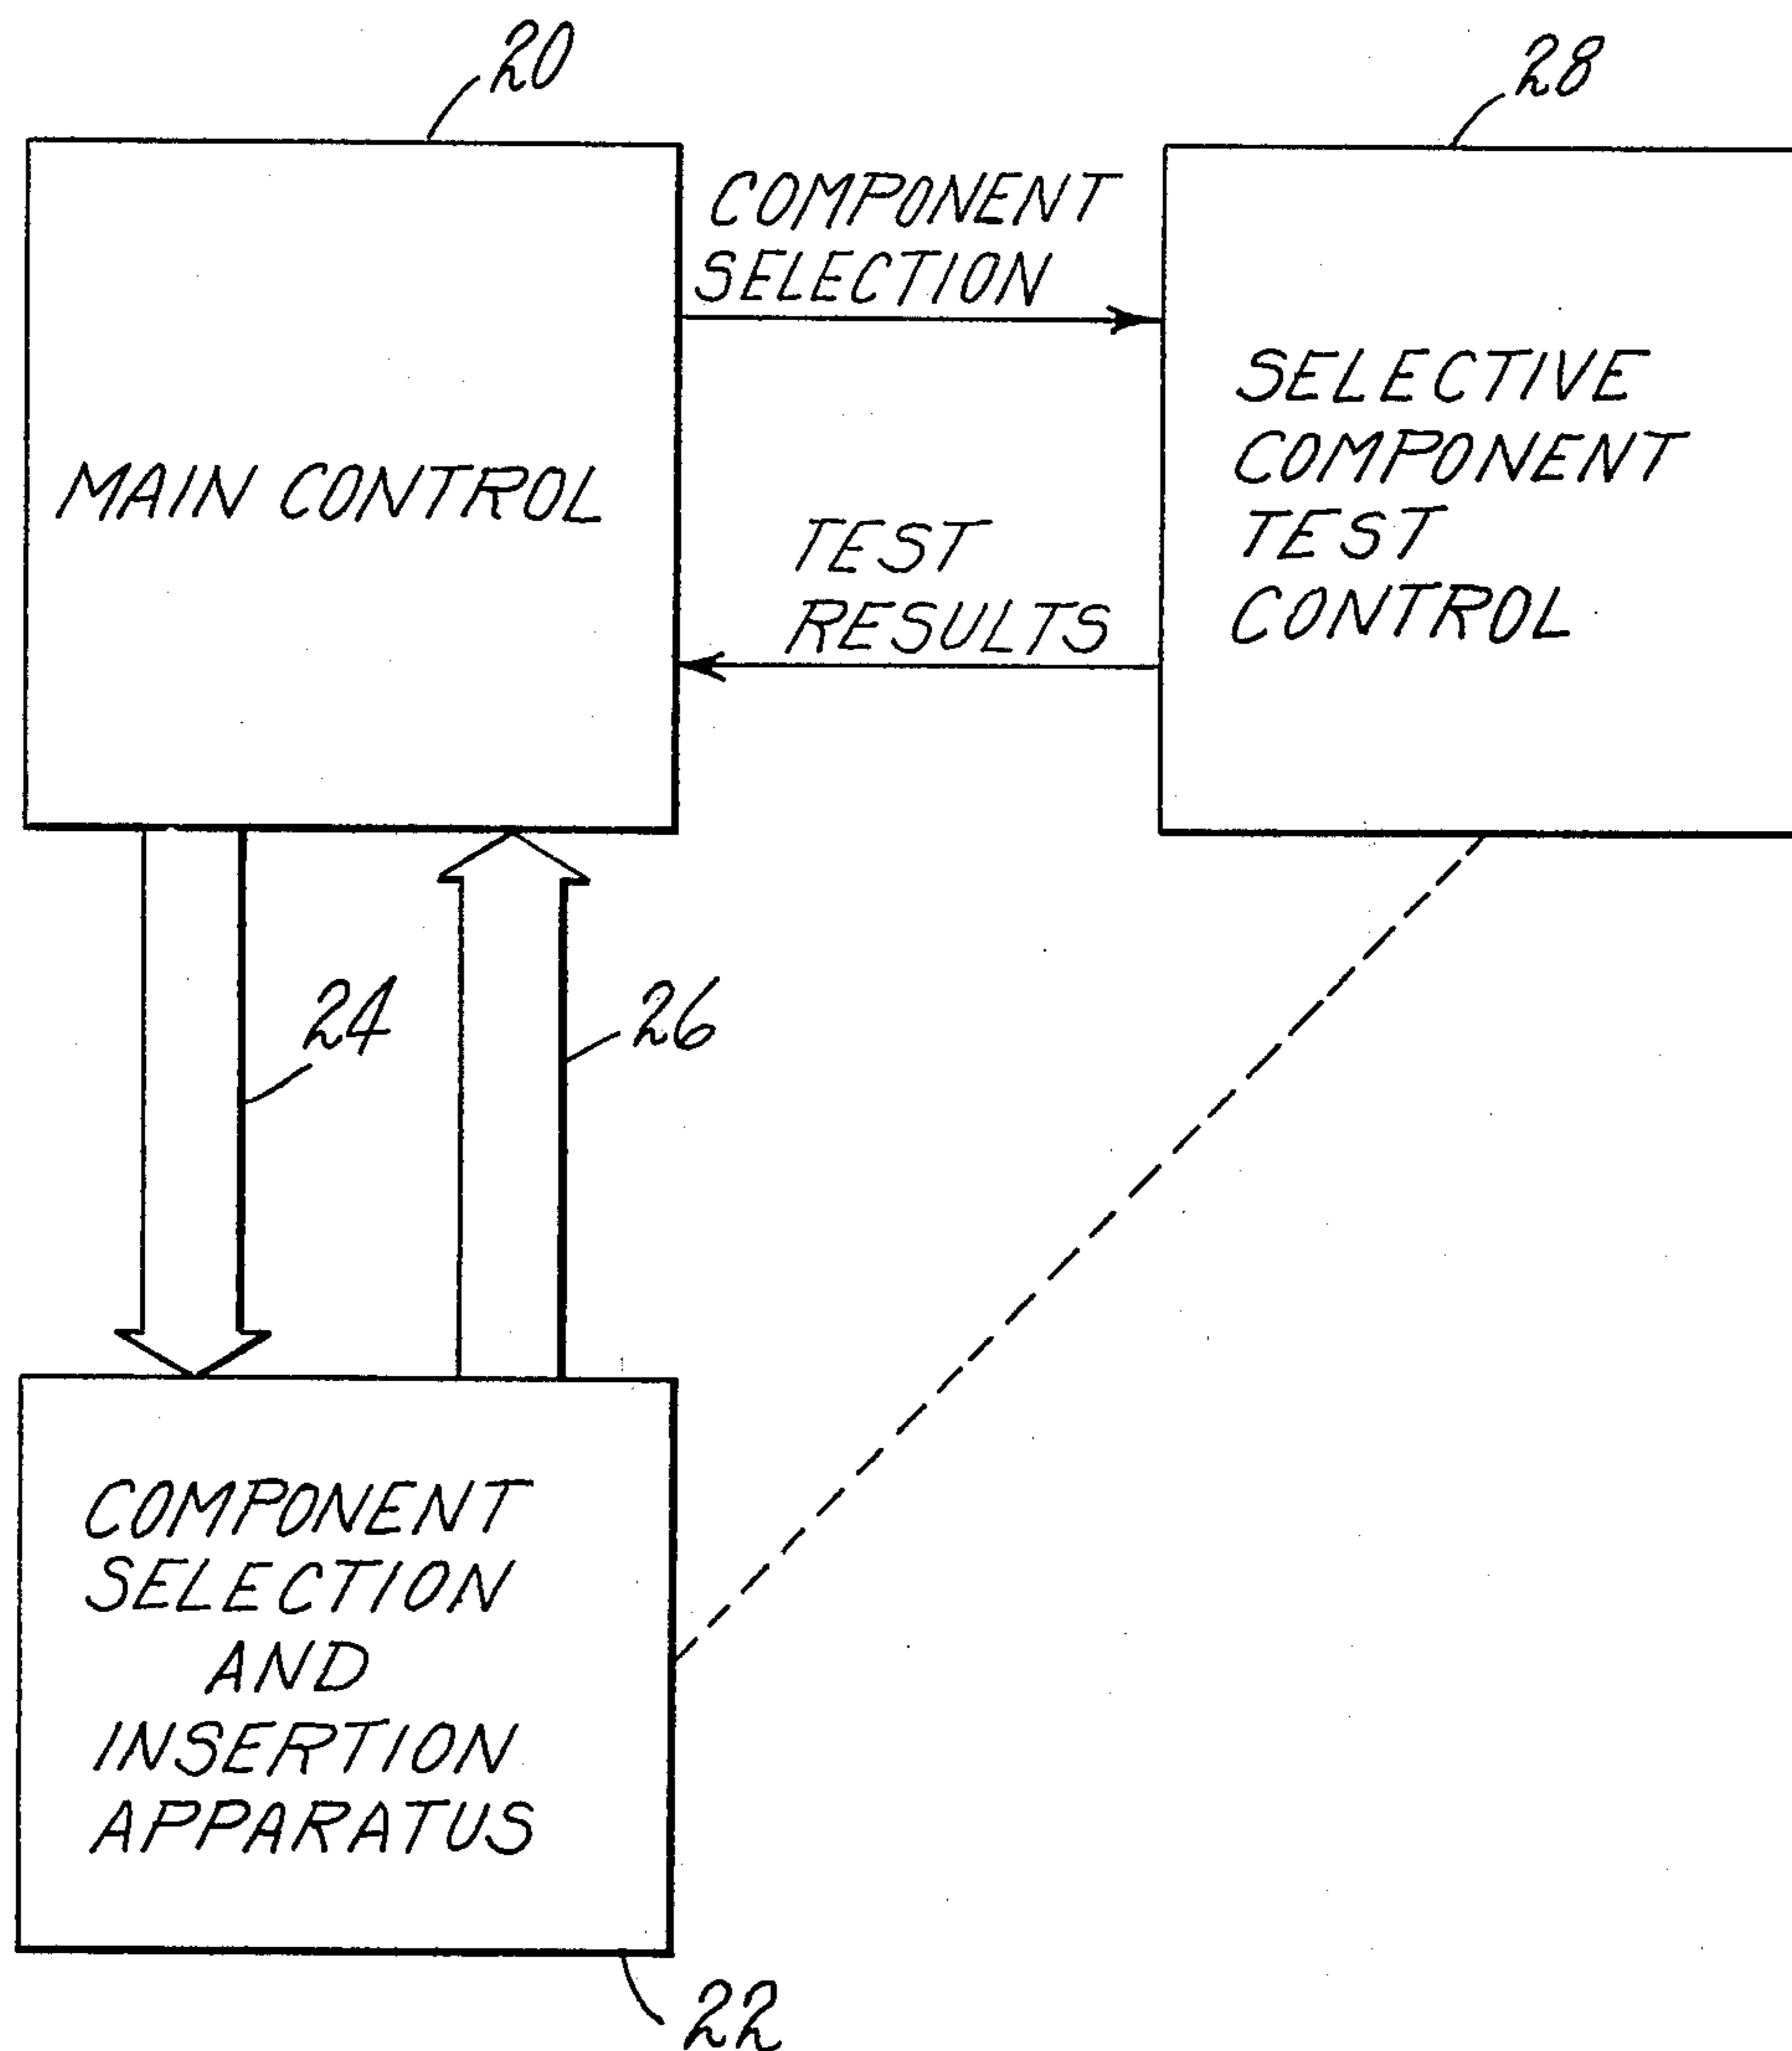 20
28
COMPONENT
SELECTION
MAIN CONTROL
SELECTIVE
COMPONENT
TEST
CONTROL
TEST
RESULTS
24
26
COMPONENT
SELECTION
AND
INSERTION
APPARATUS
22